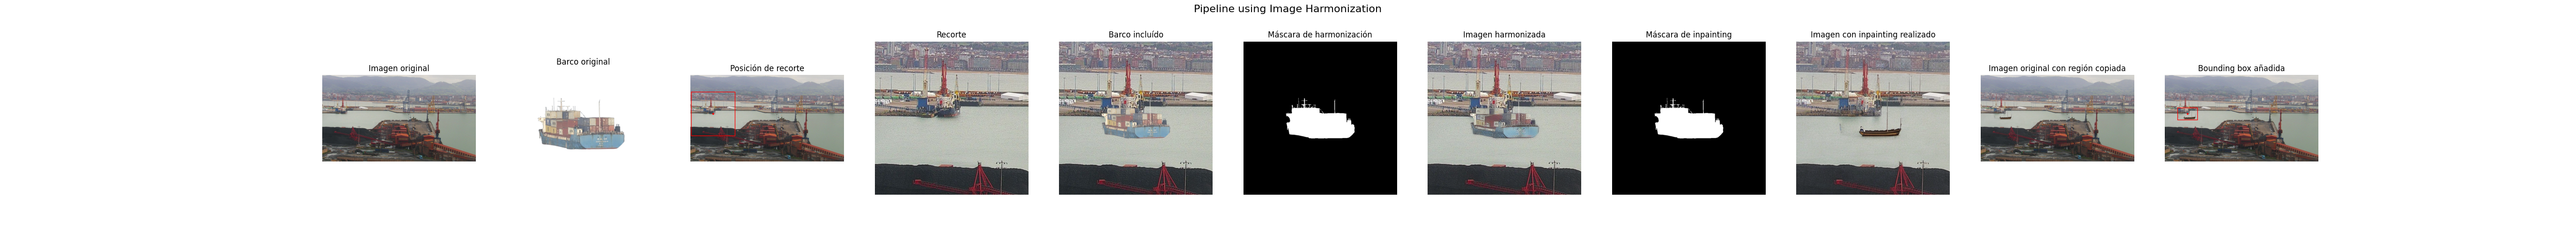 Pipeline using Image Harmonization
Imagen original
Barco original
Posición de recorte
Recorte
Barco incluído
Máscara de harmonización
Imagen harmonizada
Máscara de inpainting
Imagen con inpainting realizado
Imagen original con región copiada
Bounding box añadida